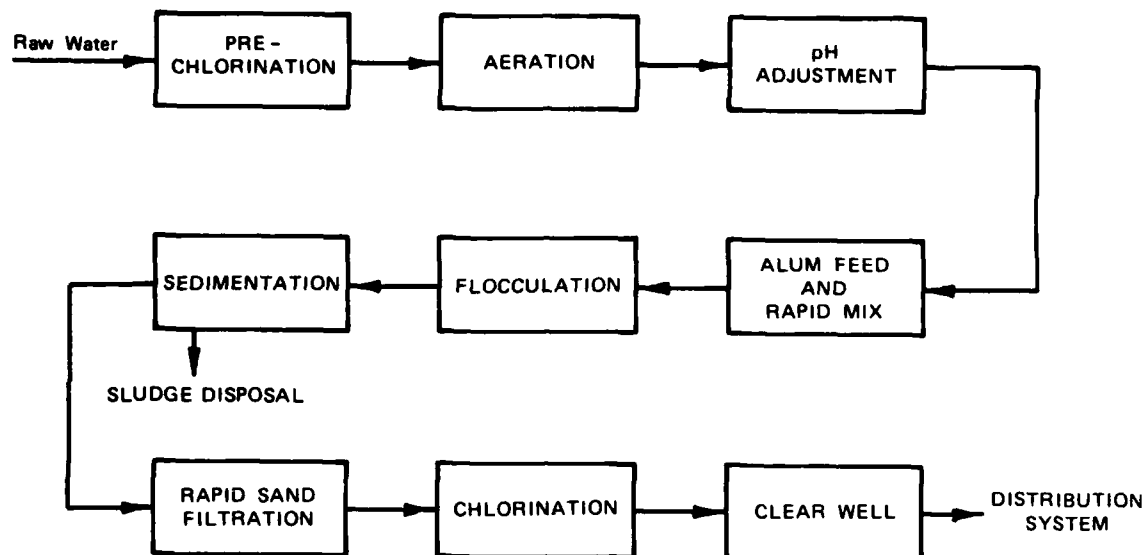 Raw Water
PRE-
CHLORINATION
AERATION
pH
ADJUSTMENT
ALUM FEED
AND
RAPID MIX
FLOCCULATION
SEDIMENTATION
SLUDGE DISPOSAL
RAPID SAND
FILTRATION
CHLORINATION
CLEAR WELL
DISTRIBUTION
SYSTEM